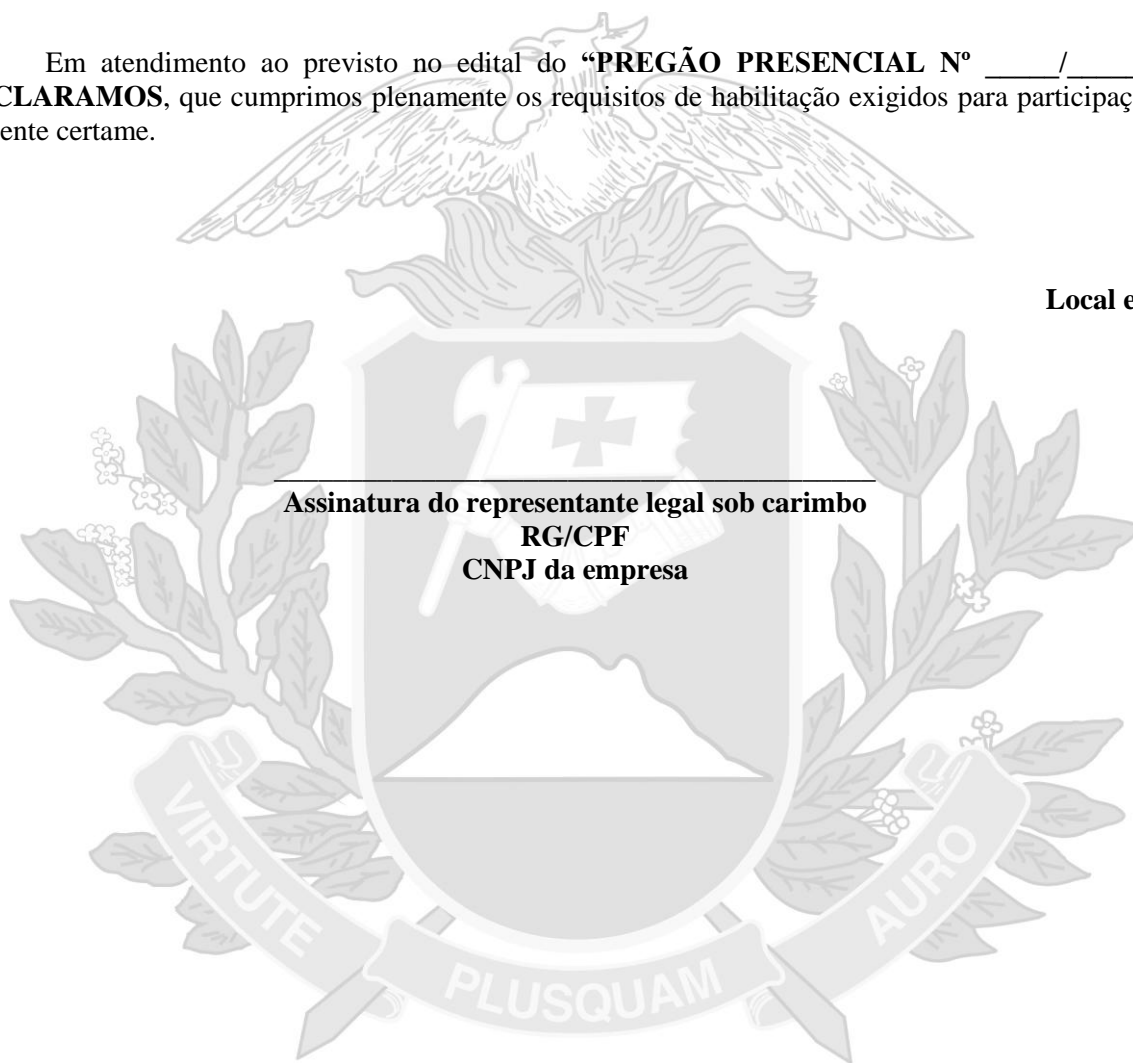 Em atendimento ao previsto no edital do “PREGÃO PRESENCIAL Nº _____/_____
CLARAMOS, que cumprimos plenamente os requisitos de habilitação exigidos para participaç
ente certame.
Local e
Assinatura do representante legal sob carimbo
RG/CPF
CNPJ da empresa
VIRTUTE PLUSQUAM AURO